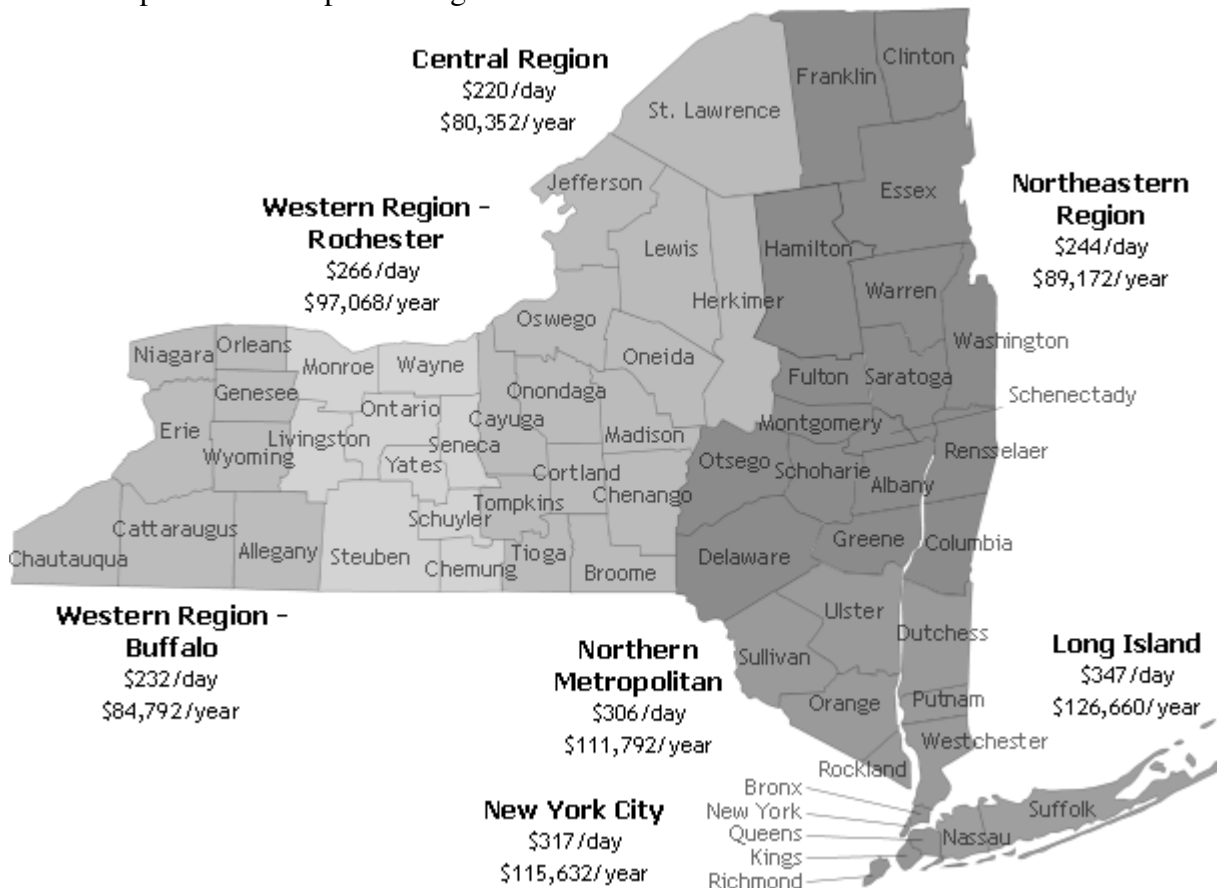 Central Region
$220/day
$80,352/year
Franklin
Clinton
St. Lawrence
Essex
Northeastern
Region
$244/day
$89,172/year
Jefferson
Western Region -
Rochester
$266/day
$97,068/year
Lewis
Hamilton
Herkimer
Warren
Washington
Oswego
Oneida
Niagara
Orleans
Monroe
Wayne
Fulton
Saratoga
Genesee
Onondaga
Schenectady
Ontario
Cayuga
Erie
Livingston
Seneca
Madison
Montgomery
Rensselaer
Wyoming
Yates
Cortland
Otsego
Schoharie
Albany
Chenango
Tompkins
Schuyler
Cattaraugus
Allegany
Steuben
Chautauqua
Chemung
Tioga
Broome
Delaware
Greene
Columbia
Western Region -
Buffalo
$232/day
$84,792/year
Ulster
Dutchess
Sullivan
Northern
Metropolitan
$306/day
$111,792/year
Long Island
$347/day
$126,660/year
Orange
Putnam
Westchester
Rockland
Bronx
New York
Queens
Kings
Richmond
Nassau
Suffolk
New York City
$317/day
$115,632/year